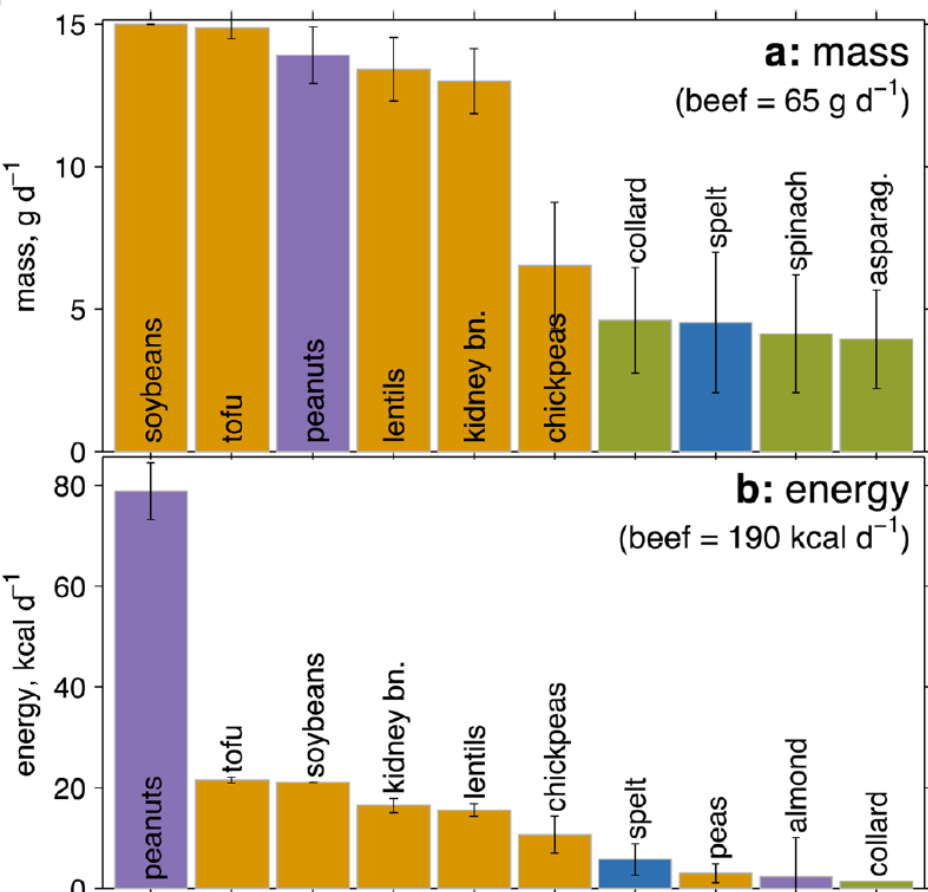 15
10
5
0
mass, g d⁻¹
a: mass
(beef = 65 g d⁻¹)
soybeans
tofu
peanuts
lentils
kidney bn.
chickpeas
collard
spelt
spinach
asparag.
80
60
40
20
0
energy, kcal d⁻¹
b: energy
(beef = 190 kcal d⁻¹)
peanuts
tofu
soybeans
kidney bn.
lentils
chickpeas
spelt
peas
almond
collard